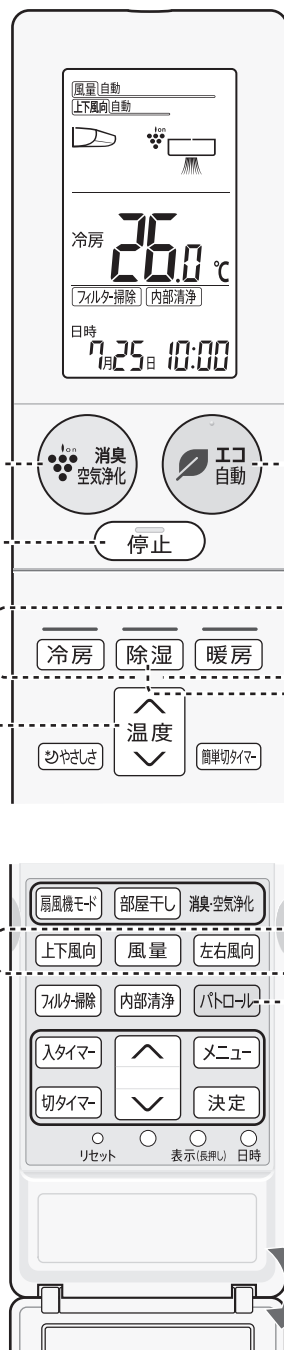 風量 自動
上下風向 自動
ion
冷房 26.0 ℃
フィルター掃除 内部清浄
日時
7月25日 10:00
ion 消臭 エコ
空気浄化 自動
停止
冷房 除湿 暖房
温度
やさしさ 簡単切タイマー
扇風機モード 部屋干し 消臭・空気浄化
上下風向 風量 左右風向
フィルター掃除 内部清浄 パトロール
入タイマー メニュー
切タイマー 決定
リセット 表示(長押し) 日時